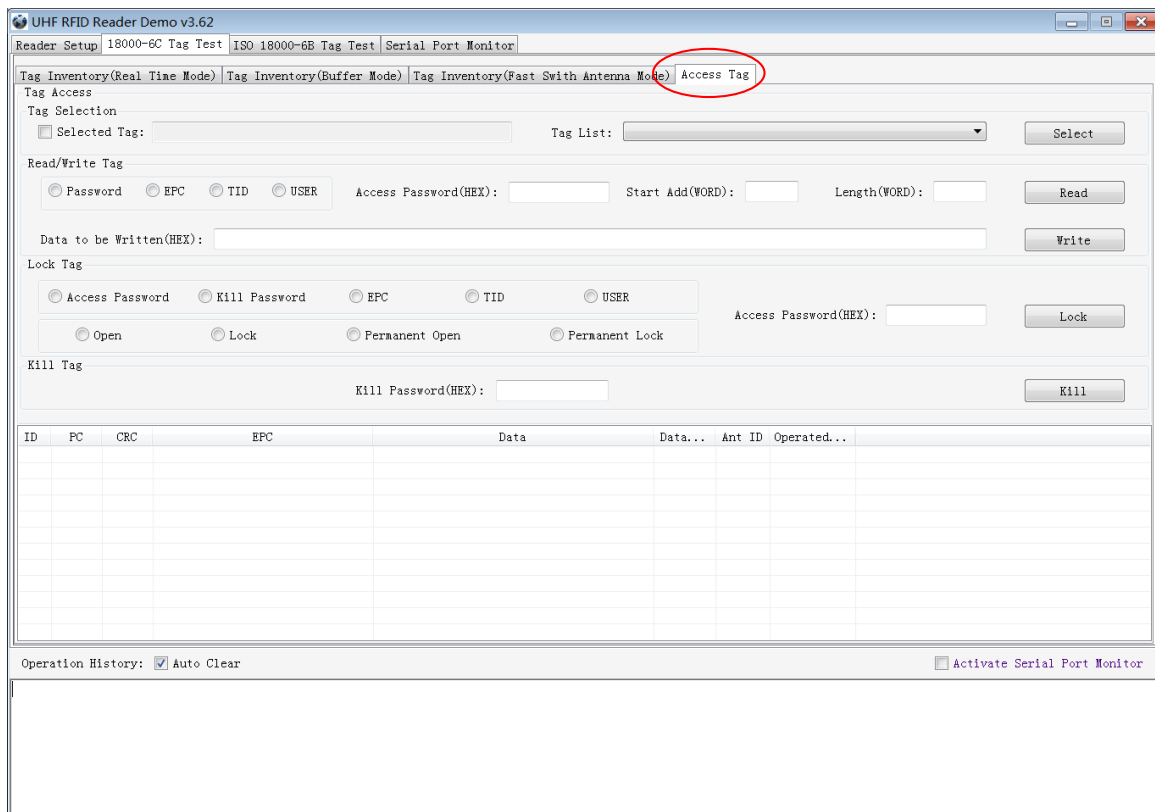 UHF RFID Reader Demo v3.62
Reader Setup 18000-6C Tag Test ISO 18000-6B Tag Test Serial Port Monitor
Tag Inventory(Real Time Mode) Tag Inventory(Buffer Mode) Tag Inventory(Fast Swith Antenna Mode) Access Tag
Tag Access
Tag Selection
Selected Tag: Tag List: Select
Read/Write Tag
Password EPC TID USER Access Password(HEX): Start Add(WORD): Length(WORD): Read
Data to be Written(HEX): Write
Lock Tag
Access Password Kill Password EPC TID USER
Access Password(HEX): Lock
Open Lock Permanent Open Permanent Lock
Kill Tag
Kill Password(HEX): Kill
ID PC CRC EPC Data Data... Ant ID Operated...
Operation History: Auto Clear Activate Serial Port Monitor